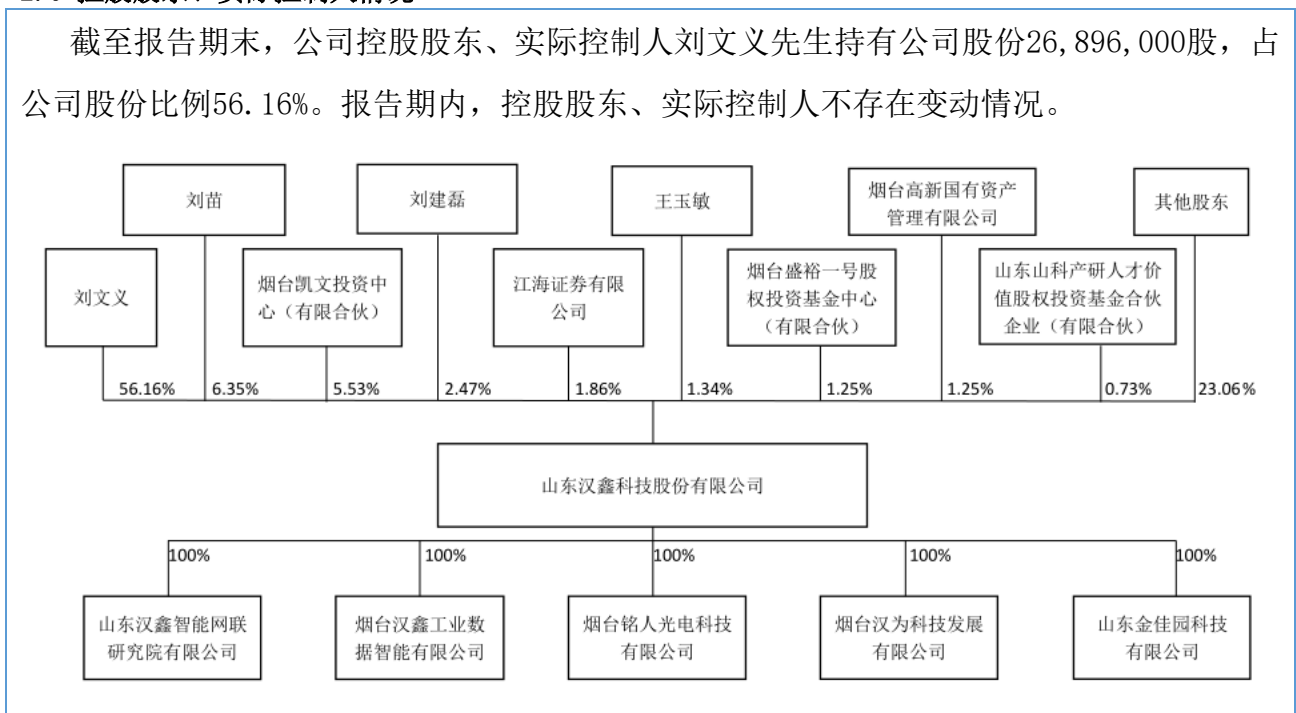 截至报告期末，公司控股股东、实际控制人刘文义先生持有公司股份26,896,000股，占
公司股份比例56.16%。报告期内，控股股东、实际控制人不存在变动情况。
刘苗
刘建磊
王玉敏
烟台高新国有资产
管理有限公司
其他股东
刘文义
烟台凯文投资中
心（有限合伙）
江海证券有限
公司
烟台盛裕一号股
权投资基金中心
（有限合伙）
山东山科产研人才价
值股权投资基金合伙
企业（有限合伙）
56.16%
6.35%
5.53%
2.47%
1.86%
1.34%
1.25%
1.25%
0.73%
23.06%
山东汉鑫科技股份有限公司
100%
100%
100%
100%
100%
山东汉鑫智能网联
研究院有限公司
烟台汉鑫工业数
据智能有限公司
烟台铭人光电科技
有限公司
烟台汉为科技发展
有限公司
山东金佳园科技
有限公司